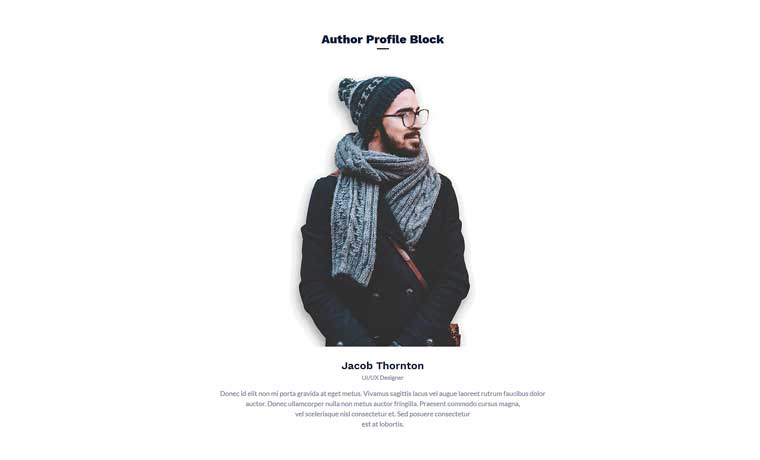 Author Profile Block
Jacob Thornton
UI/UX Designer
Donec id elit non mi porta gravida at eget metus. Vivamus sagittis lacus vel augue laoreet rutrum faucibus dolor
auctor. Donec ullamcorper nulla non metus auctor fringilla. Praesent commodo cursus magna,
vel scelerisque nisl consectetur et. Sed posuere consectetur
est at lobortis.